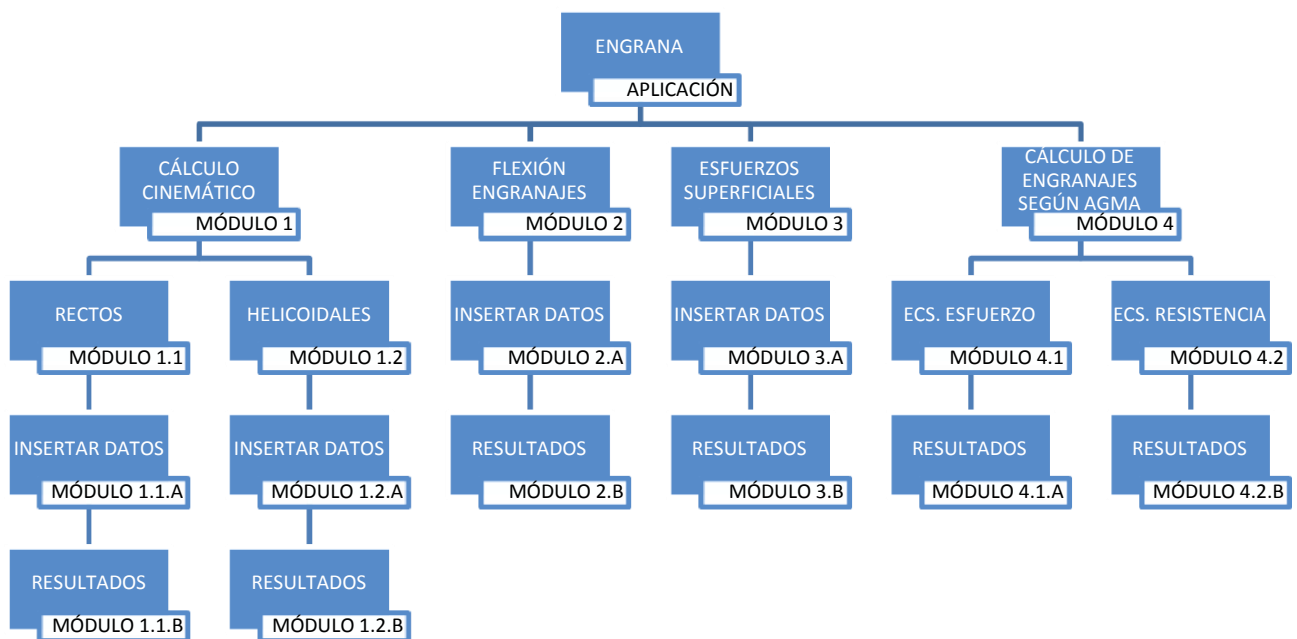 ENGRANA
APLICACIÓN
CÁLCULO
CINEMÁTICO
MÓDULO 1
FLEXIÓN
ENGRANAJES
MÓDULO 2
ESFUERZOS
SUPERFICIALES
MÓDULO 3
CÁLCULO DE
ENGRANAJES
SEGÚN AGMA
MÓDULO 4
RECTOS
MÓDULO 1.1
HELICOIDALES
MÓDULO 1.2
INSERTAR DATOS
MÓDULO 2.A
INSERTAR DATOS
MÓDULO 3.A
ECS. ESFUERZO
MÓDULO 4.1
ECS. RESISTENCIA
MÓDULO 4.2
INSERTAR DATOS
MÓDULO 1.1.A
INSERTAR DATOS
MÓDULO 1.2.A
RESULTADOS
MÓDULO 2.B
RESULTADOS
MÓDULO 3.B
RESULTADOS
MÓDULO 4.1.A
RESULTADOS
MÓDULO 4.2.B
RESULTADOS
MÓDULO 1.1.B
RESULTADOS
MÓDULO 1.2.B